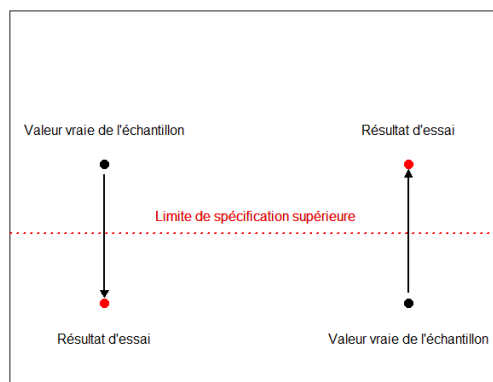 Valeur vraie de l'échantillon
Résultat d'essai
Limite de spécification supérieure
Résultat d'essai
Valeur vraie de l'échantillon